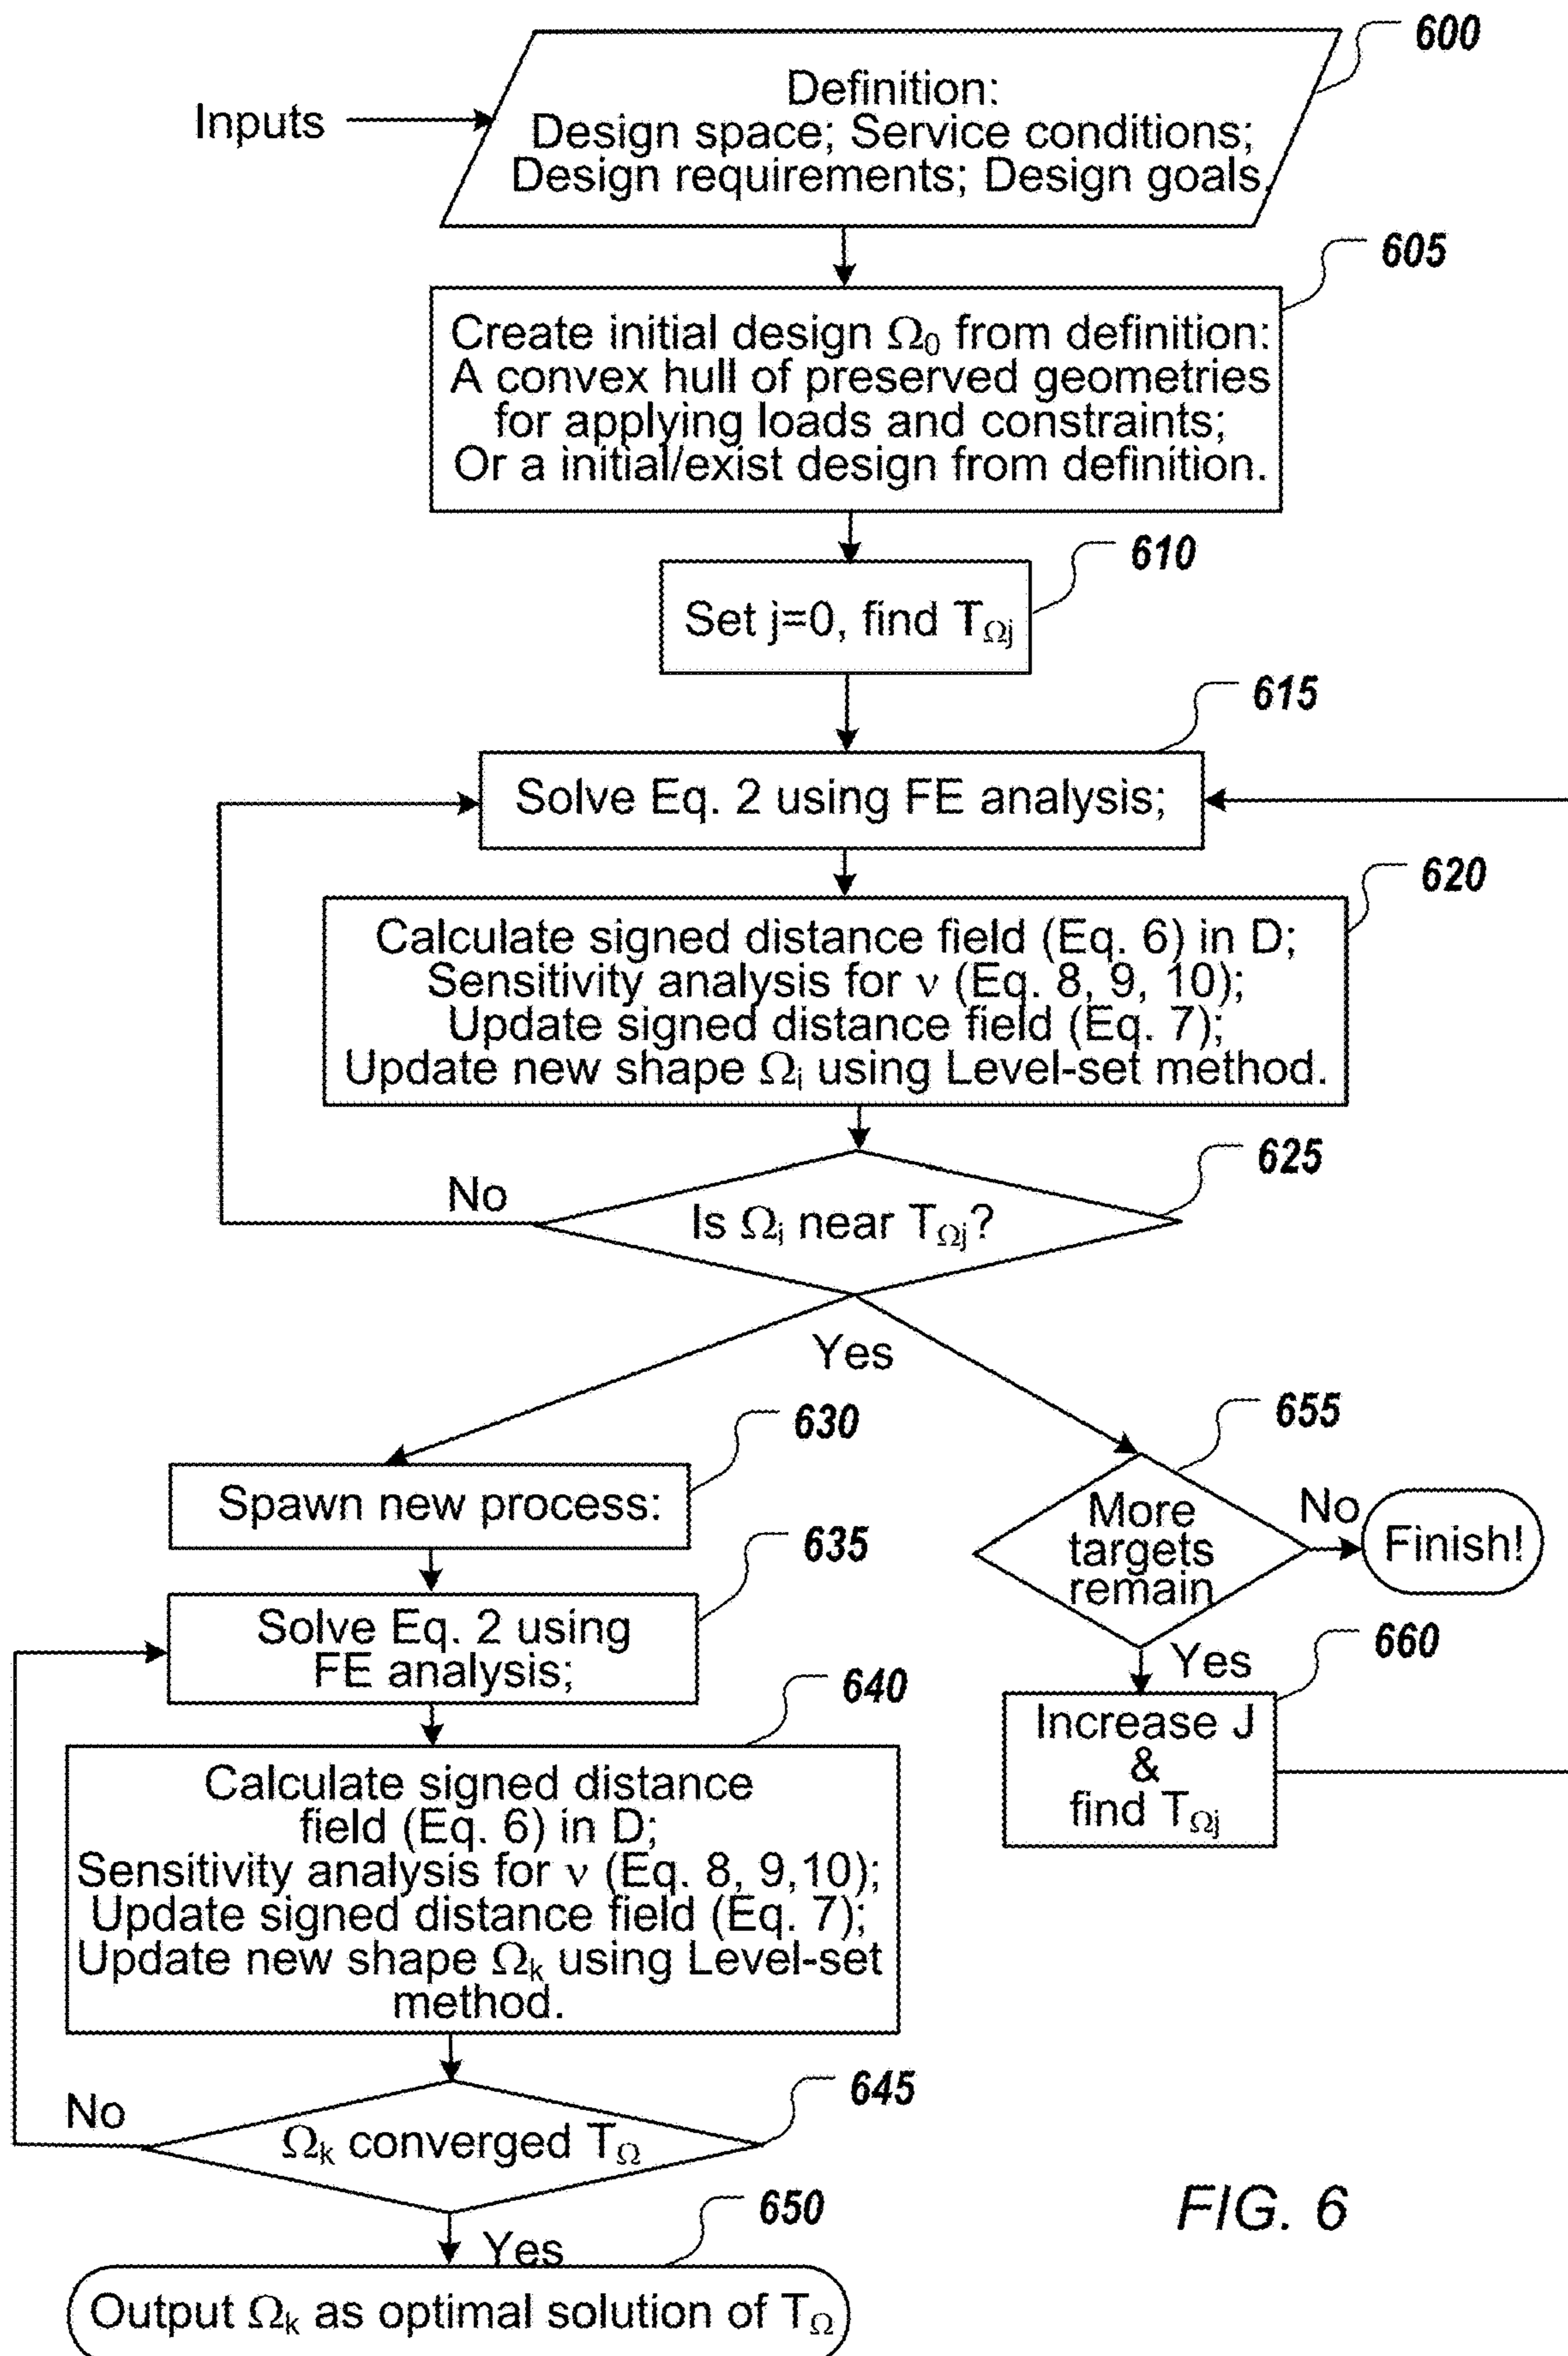 600
Definition:
Inputs
Design space; Service conditions;
Design requirements; Design goals.
605
Create initial design Ω₀ from definition:
A convex hull of preserved geometries
for applying loads and constraints;
Or a initial/exist design from definition.
610
Set j=0, find T_Ωj
615
Solve Eq. 2 using FE analysis;
620
Calculate signed distance field (Eq. 6) in D;
Sensitivity analysis for ν (Eq. 8, 9, 10);
Update signed distance field (Eq. 7);
Update new shape Ωⱼ using Level-set method.
625
No
Is Ωⱼ near T_Ωj?
Yes
630
Spawn new process:
655
More
targets
remain
No
Finish!
635
Solve Eq. 2 using
FE analysis;
Yes
660
Increase J
&
find T_Ωj
640
Calculate signed distance
field (Eq. 6) in D;
Sensitivity analysis for ν (Eq. 8, 9,10);
Update signed distance field (Eq. 7);
Update new shape Ωₖ using Level-set
method.
645
No
Ωₖ converged T_Ω
650
Yes
Output Ωₖ as optimal solution of T_Ω
FIG. 6